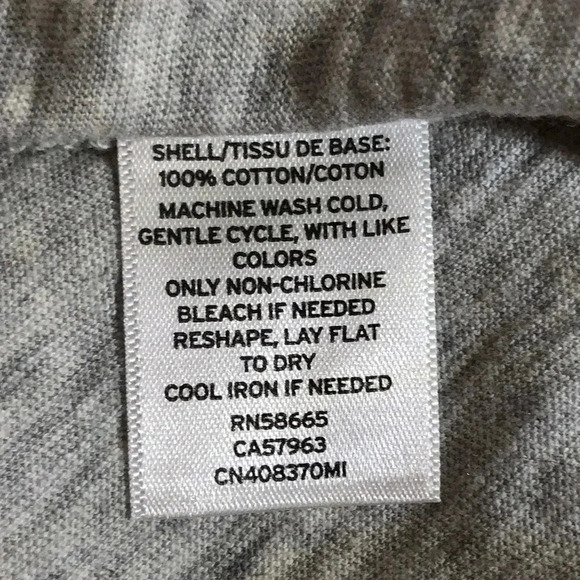 SHELL/TISSU DE BASE:
100% COTTON/COTON
MACHINE WASH COLD,
GENTLE CYCLE, WITH LIKE
COLORS
ONLY NON-CHLORINE
BLEACH IF NEEDED
RESHAPE, LAY FLAT
TO DRY
COOL IRON IF NEEDED
RN58665
CA57963
CN408370MI